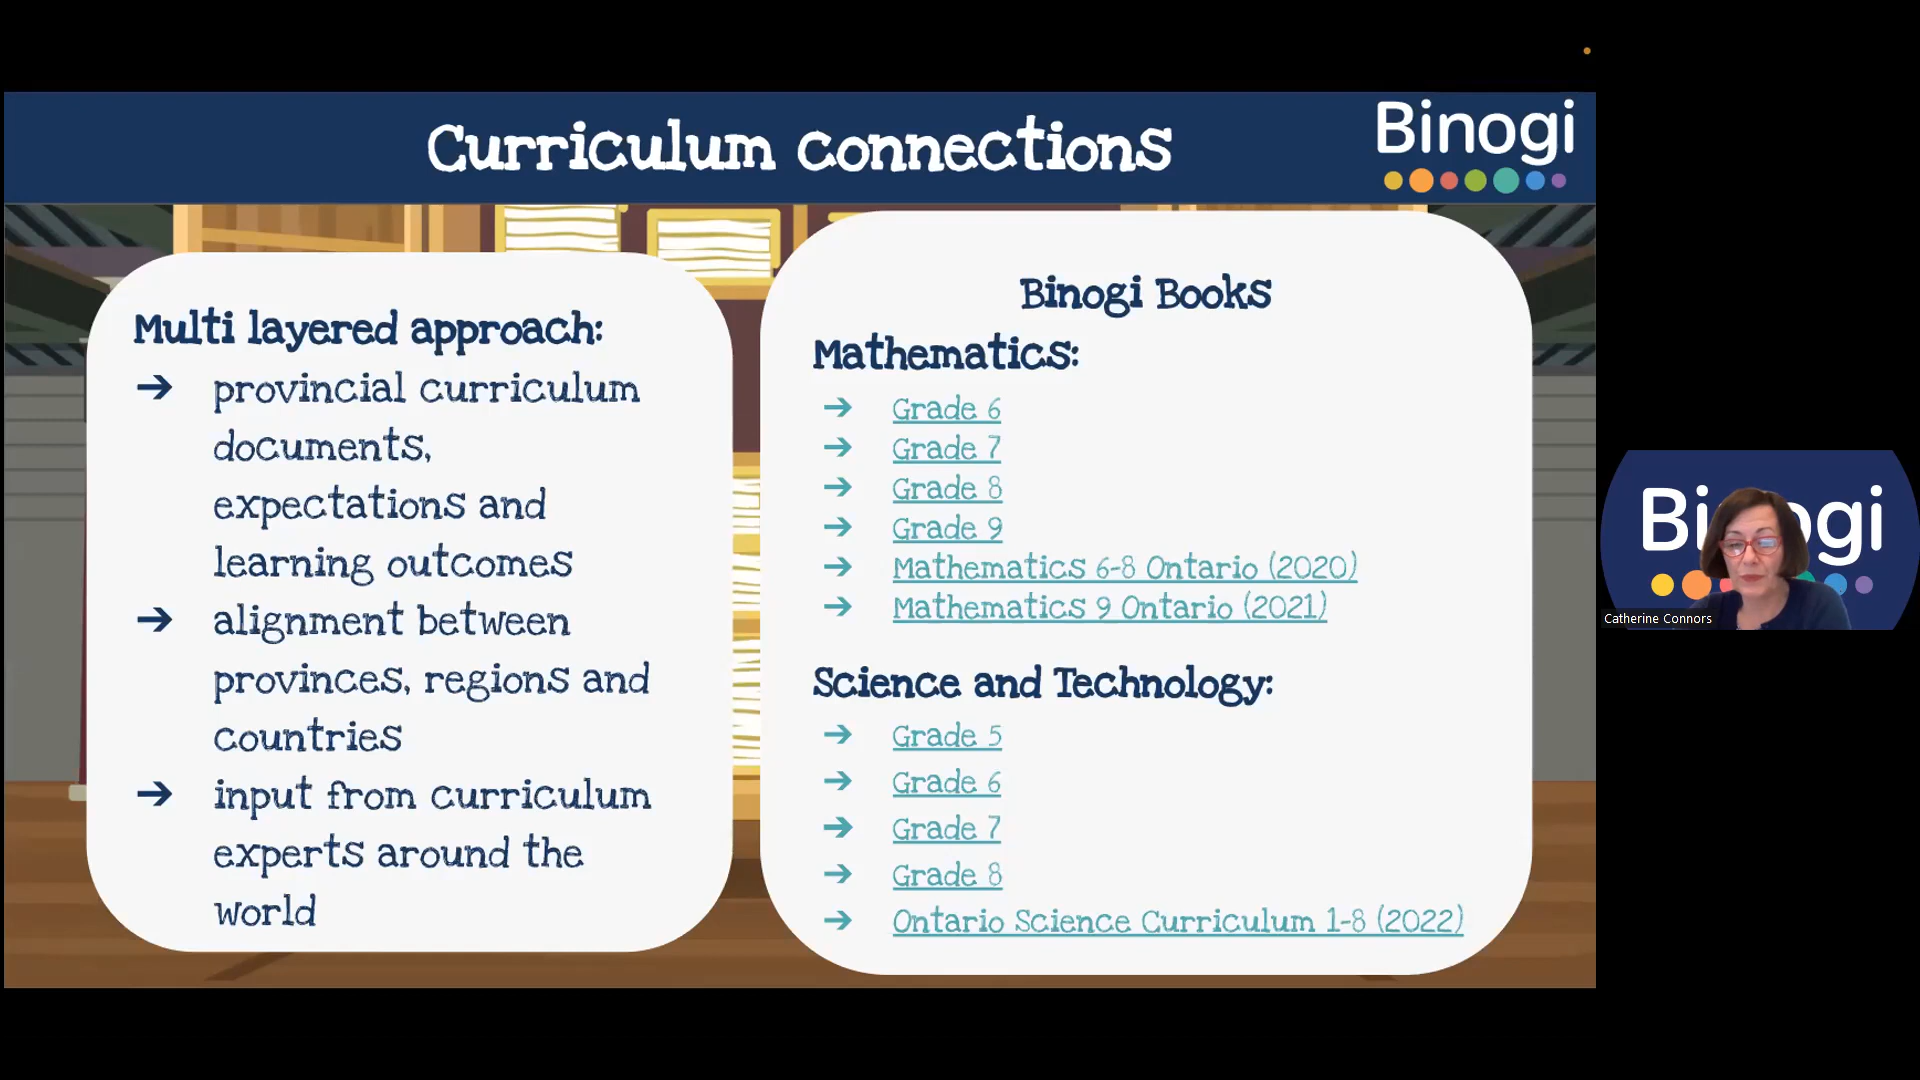 Curriculum connections
Binogi
Multi layered approach:
➔ provincial curriculum
documents,
expectations and
learning outcomes
➔ alignment between
provinces, regions and
countries
➔ input from curriculum
experts around the
world
Binogi Books
Mathematics:
➔ Grade 6
➔ Grade 7
➔ Grade 8
➔ Grade 9
➔ Mathematics 6-8 Ontario (2020)
➔ Mathematics 9 Ontario (2021)
Science and Technology:
➔ Grade 5
➔ Grade 6
➔ Grade 7
➔ Grade 8
➔ Ontario Science Curriculum 1-8 (2022)
Binogi
Catherine Connors